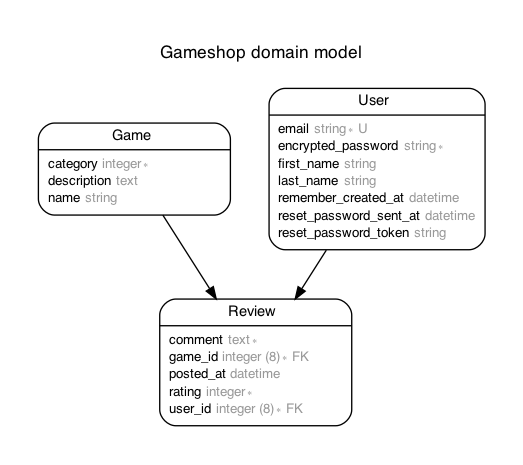 Gameshop domain model
Game
category integer *
description text
name string
User
email string * U
encrypted_password string *
first_name string
last_name string
remember_created_at datetime
reset_password_sent_at datetime
reset_password_token string
Review
comment text *
game_id integer (8) * FK
posted_at datetime
rating integer *
user_id integer (8) * FK